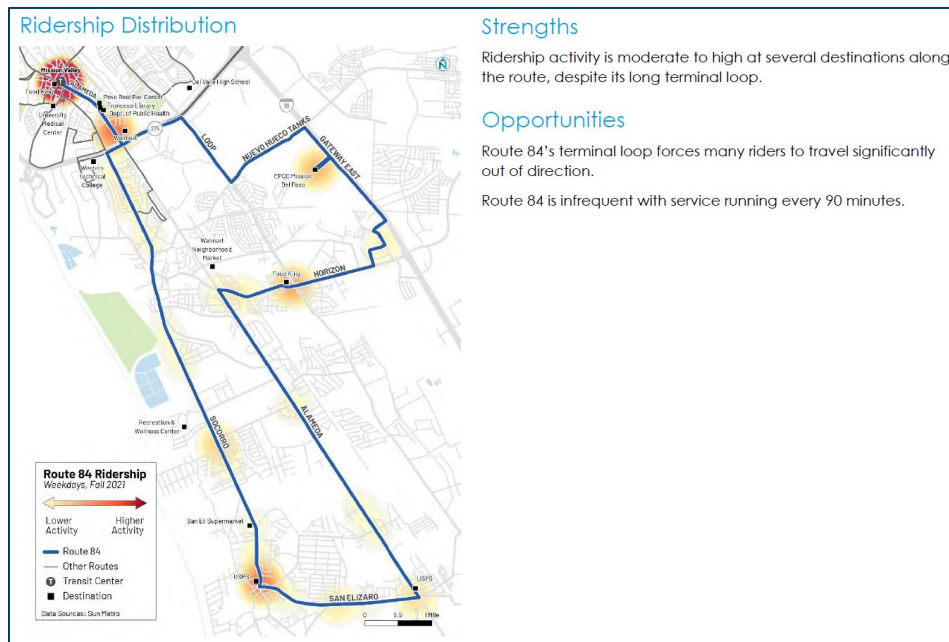 Ridership Distribution
Mission Valley
Food King
University
Medical
Center
ALAMEDA
Pavo Real Rec Center
Tronosso Library
Dept. of Public Health
Walmart
Western
Technical
College
Del Valle High School
375
10
N
LOOP
NUEVO HUECO TANKS
GATEWAY EAST
EPCC Mission
Del Paso
Walmart
Neighborhood
Market
Food King
HORIZON
ALAMEDA
SOCORRO
Recreation &
Wellness Center
San Eli Supermarket
USPS
USPS
SAN ELIZARO
0 0.5 1 Mile
Route 84 Ridership
Weekdays, Fall 2021
Lower
Activity
Higher
Activity
Route 84
Other Routes
T Transit Center
Destination
Data Sources: Sun Metro
Strengths
Ridership activity is moderate to high at several destinations along
the route, despite its long terminal loop.
Opportunities
Route 84's terminal loop forces many riders to travel significantly
out of direction.
Route 84 is infrequent with service running every 90 minutes.